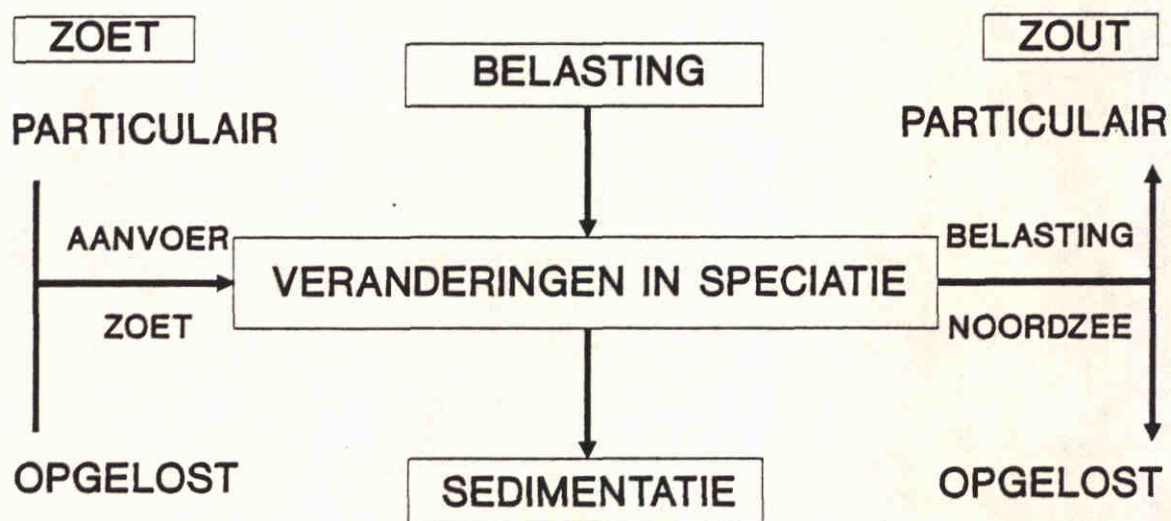 ZOET
PARTICULAIR
AANVOER
ZOET
OPGELOST
BELASTING
VERANDERINGEN IN SPECIATIE
SEDIMENTATIE
ZOUT
PARTICULAIR
BELASTING
NOORDZEE
OPGELOST